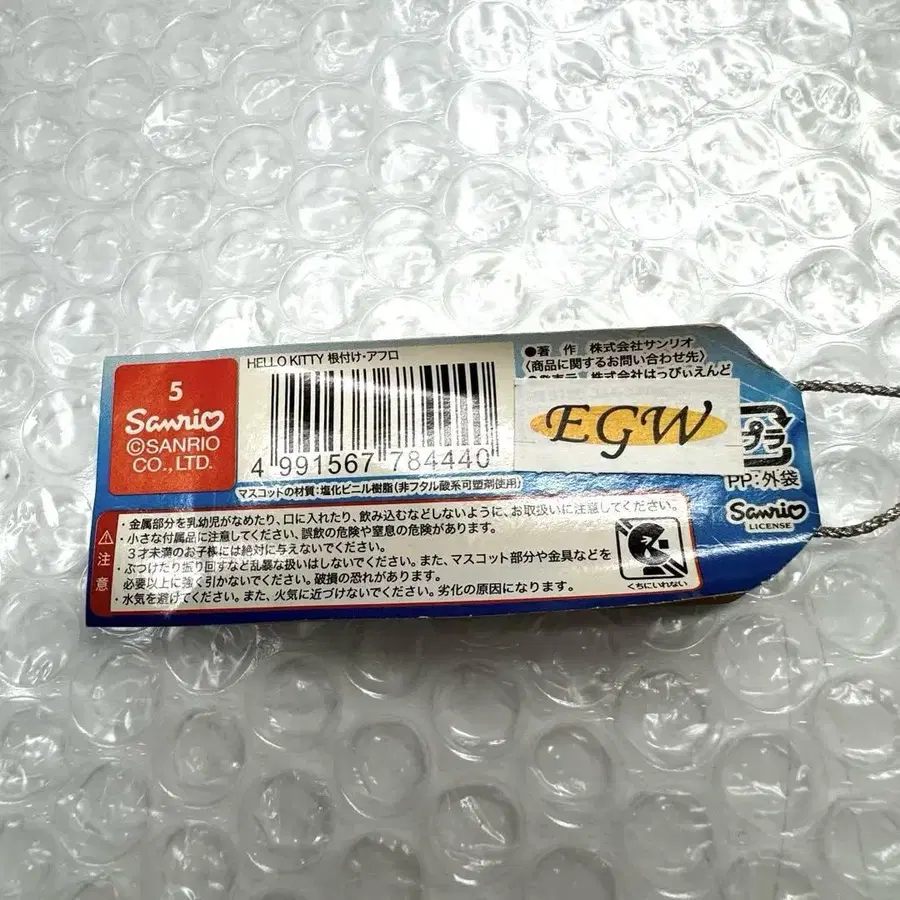 5
Sanrio
©SANRIO
CO., LTD.
HELLO KITTY 根付け・アフロ
4 991567 784440
マスコットの材質:塩化ビニル樹脂(非フタル酸系可塑剤使用)
●著 作 株式会社サンリオ
〈商品に関するお問い合わせ先〉
株式会社はっぴぃえんど
EGW
プラ
PP:外袋
Sanrio
LICENSE
注意
・金属部分を乳幼児がなめたり、口に入れたり、飲み込むなどしないように、お取扱いに注意してください。
・小さな付属品に注意してください、誤飲の危険や窒息の危険があります。
3才未満のお子様には絶対に与えないでください。
・ぶつけたり振り回すなど乱暴な扱いはしないでください。また、マスコット部分や金具などを
必要以上に強く引かないでください。破損の恐れがあります。
・水気を避けてください。また、火気に近づけないでください。劣化の原因になります。
くちにいれない